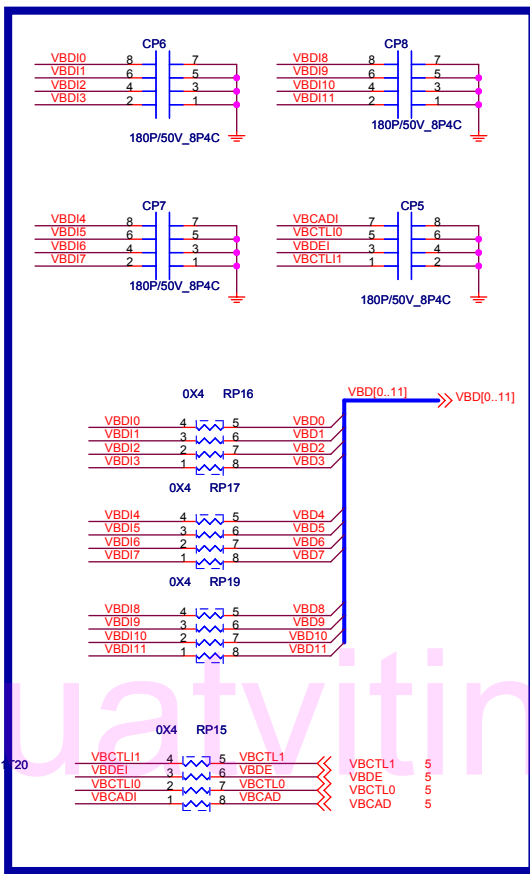 CP6 CP8
VBDI0 8 7 VBDI8 8 7
VBDI1 6 5 VBDI9 6 5
VBDI2 4 3 VBDI10 4 3
VBDI3 2 1 VBDI11 2 1
180P/50V_8P4C 180P/50V_8P4C
CP7 CP5
VBDI4 8 7 VBCADI 7 8
VBDI5 6 5 VBCTLI0 5 6
VBDI6 4 3 VBDEI 3 4
VBDI7 2 1 VBCTLI1 1 2
180P/50V_8P4C 180P/50V_8P4C
0X4 RP16 VBD[0..11] VBD[0..11]
VBDI0 4 5 VBD0
VBDI1 3 6 VBD1
VBDI2 2 7 VBD2
VBDI3 1 8 VBD3
0X4 RP17
VBDI4 4 5 VBD4
VBDI5 3 6 VBD5
VBDI6 2 7 VBD6
VBDI7 1 8 VBD7
0X4 RP19
VBDI8 4 5 VBD8
VBDI9 3 6 VBD9
VBDI10 2 7 VBD10
VBDI11 1 8 VBD11
uatvitin
0X4 RP15
VBCTLI1 4 5 VBCTL1 VBCTL1 5
VBDEI 3 6 VBDE VBDE 5
VBCTLI0 2 7 VBCTL0 VBCTL0 5
VBCADI 1 8 VBCAD VBCAD 5